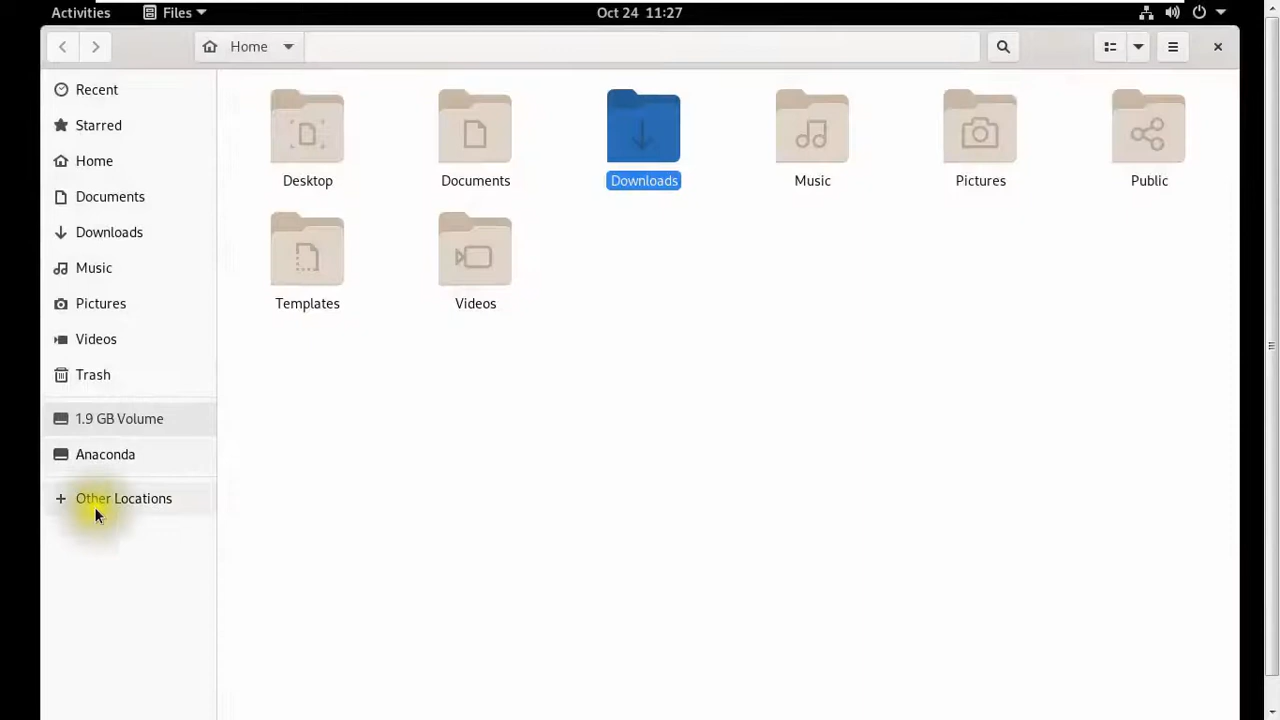 Activities Files Oct 24 11:27
Home
Recent
Starred
Home
Documents
Downloads
Music
Pictures
Videos
Trash
1.9 GB Volume
Anaconda
Other Locations
Desktop Documents Downloads Music Pictures Public
Templates Videos